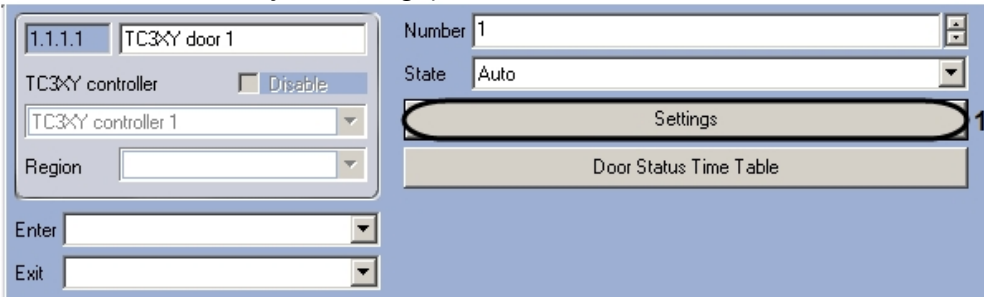 1.1.1.1 TC3XY door 1
TC3XY controller Disable
TC3XY controller 1
Region
Enter
Exit
Number 1
State Auto
Settings 1
Door Status Time Table